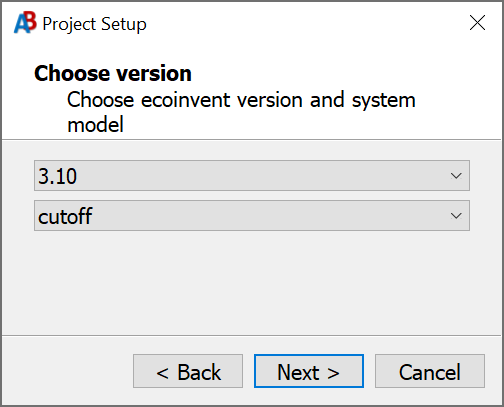 AB Project Setup
Choose version
Choose ecoinvent version and system
model
3.10
cutoff
< Back Next > Cancel